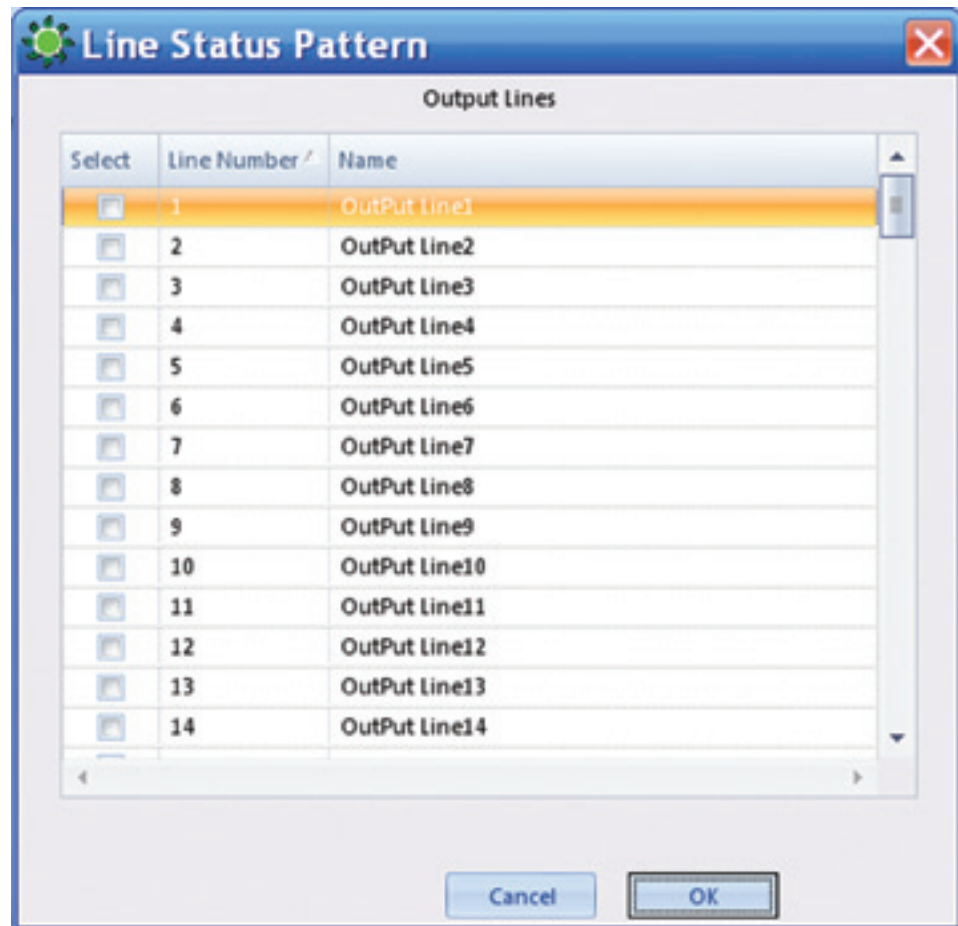 Line Status Pattern
Output Lines
Select Line Number Name
1 OutPut Line1
2 OutPut Line2
3 OutPut Line3
4 OutPut Line4
5 OutPut Line5
6 OutPut Line6
7 OutPut Line7
8 OutPut Line8
9 OutPut Line9
10 OutPut Line10
11 OutPut Line11
12 OutPut Line12
13 OutPut Line13
14 OutPut Line14
Cancel OK